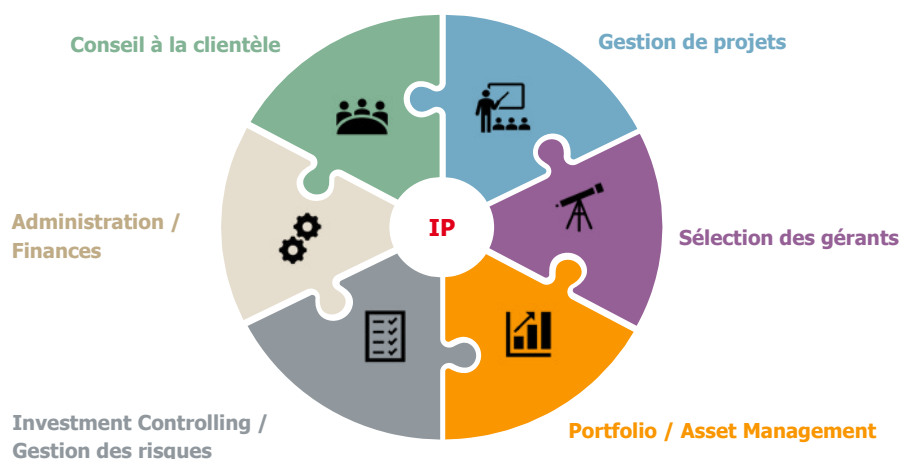 Conseil à la clientèle
Gestion de projets
Administration /
Finances
IP
Sélection des gérants
Investment Controlling /
Gestion des risques
Portfolio / Asset Management